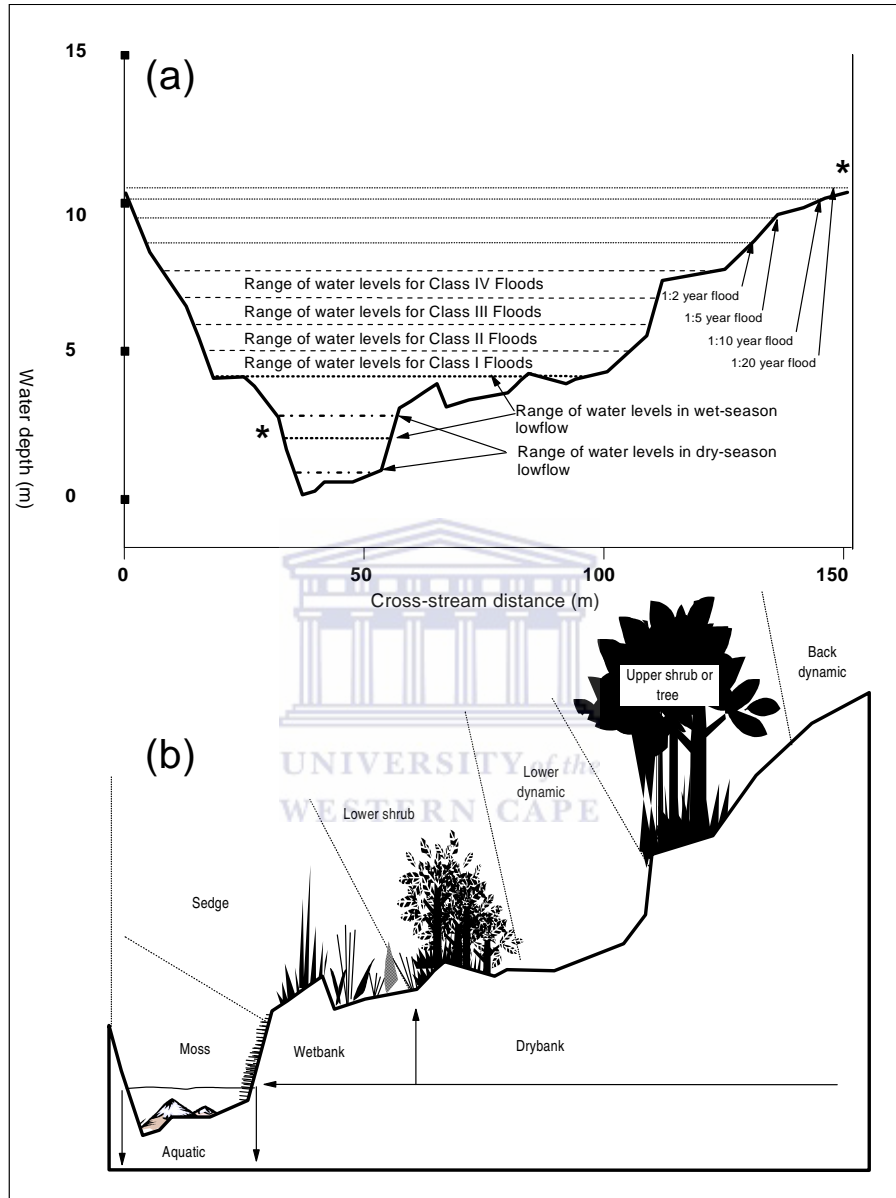 15
(a)
*
10
Range of water levels for Class IV Floods
1:2 year flood
Range of water levels for Class III Floods
1:5 year flood
Range of water levels for Class II Floods
1:10 year flood
5
Range of water levels for Class I Floods
1:20 year flood
Water depth (m)
Range of water levels in wet-season
lowflow
*
Range of water levels in dry-season
lowflow
0
0
50
100
150
Cross-stream distance (m)
Back
dynamic
Upper shrub or
tree
(b)
UNIVERSITY of the
WESTERN CAPE
Lower
dynamic
Lower shrub
Sedge
Moss
Wetbank
Drybank
Aquatic